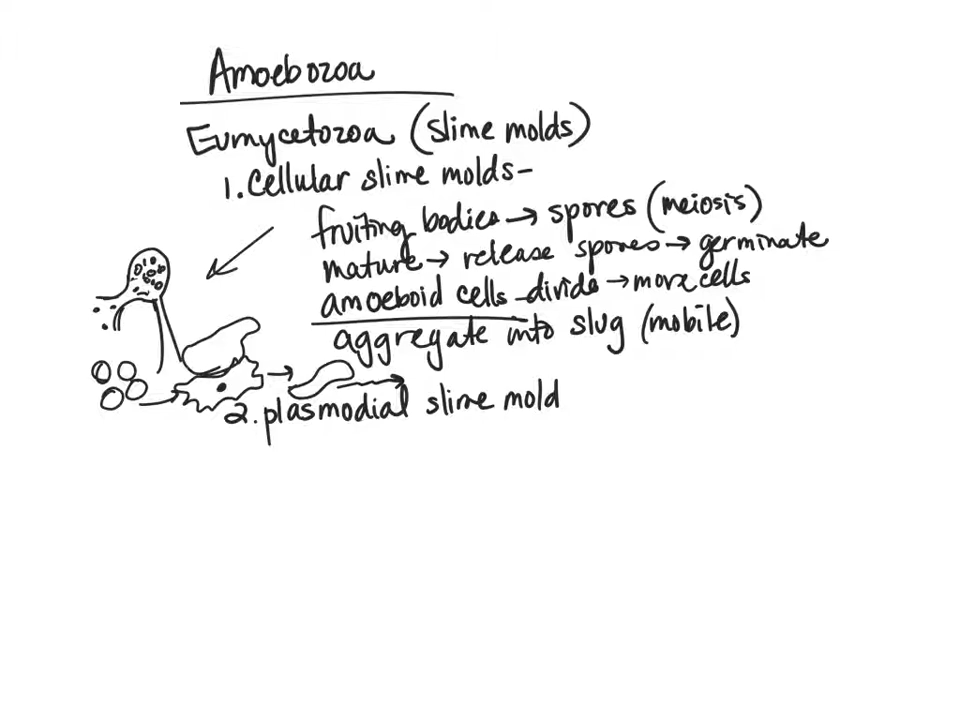 Amoebozoa
Eumycetozoa (slime molds)
1. Cellular slime molds-
fruiting bodies → spores (meiosis)
mature → release spores → germinate
amoeboid cells - divide → more cells
aggregate into slug (mobile)
2. plasmodial slime mold